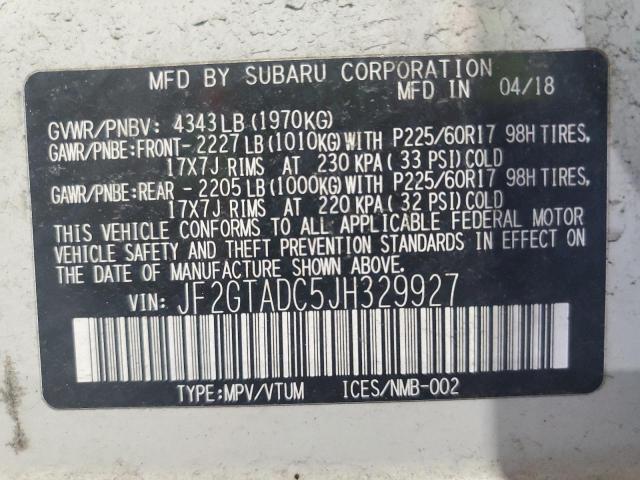 MFD BY SUBARU CORPORATION
MFD IN 04/18
GVWR/PNBV: 4343LB(1970KG)
GAWR/PNBE:FRONT-2227LB(1010KG)WITH P225/60R17 98H TIRES,
17X7J RIMS AT 230 KPA(33 PSI)COLD
GAWR/PNBE:REAR -2205LB(1000KG)WITH P225/60R17 98H TIRES,
17X7J RIMS AT 220 KPA(32 PSI)COLD
THIS VEHICLE CONFORMS TO ALL APPLICABLE FEDERAL MOTOR
VEHICLE SAFETY AND THEFT PREVENTION STANDARDS IN EFFECT ON
THE DATE OF MANUFACTURE SHOWN ABOVE.
VIN: JF2GTADC5JH329927
TYPE:MPV/VTUM ICES/NMB-002